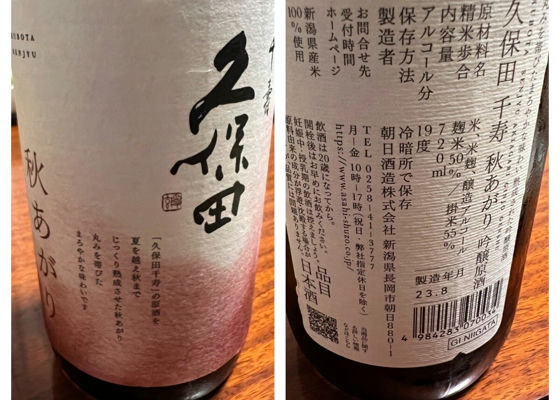 KUBOTA
SENJYU
千寿
久保田
秋あがり
「久保田千寿」の原酒を
夏を越え秋まで
じっくり熟成させた秋あがり
丸みを帯びた
まろやかな味わいです
久保田 千寿 秋あがり 吟醸原酒
原材料名 米、米麹、醸造アルコール
精米歩合 麹米50%/掛米55%
内容量 720ml
アルコール分 19度
保存方法 冷暗所で保存
製造者 朝日酒造株式会社 新潟県長岡市朝日880-1
お問合せ先 TEL 0258-41-3777
受付時間 月~金 10時~17時(祝日 弊社指定休日を除く)
ホームページ https://www.asahi-shuzo.co.jp
新潟県産米
100%使用
飲酒は20歳になってから。
開栓後はお早めにお飲みください。
品目 日本酒
製造年月
23.8
4984283070034
GI NIIGATA